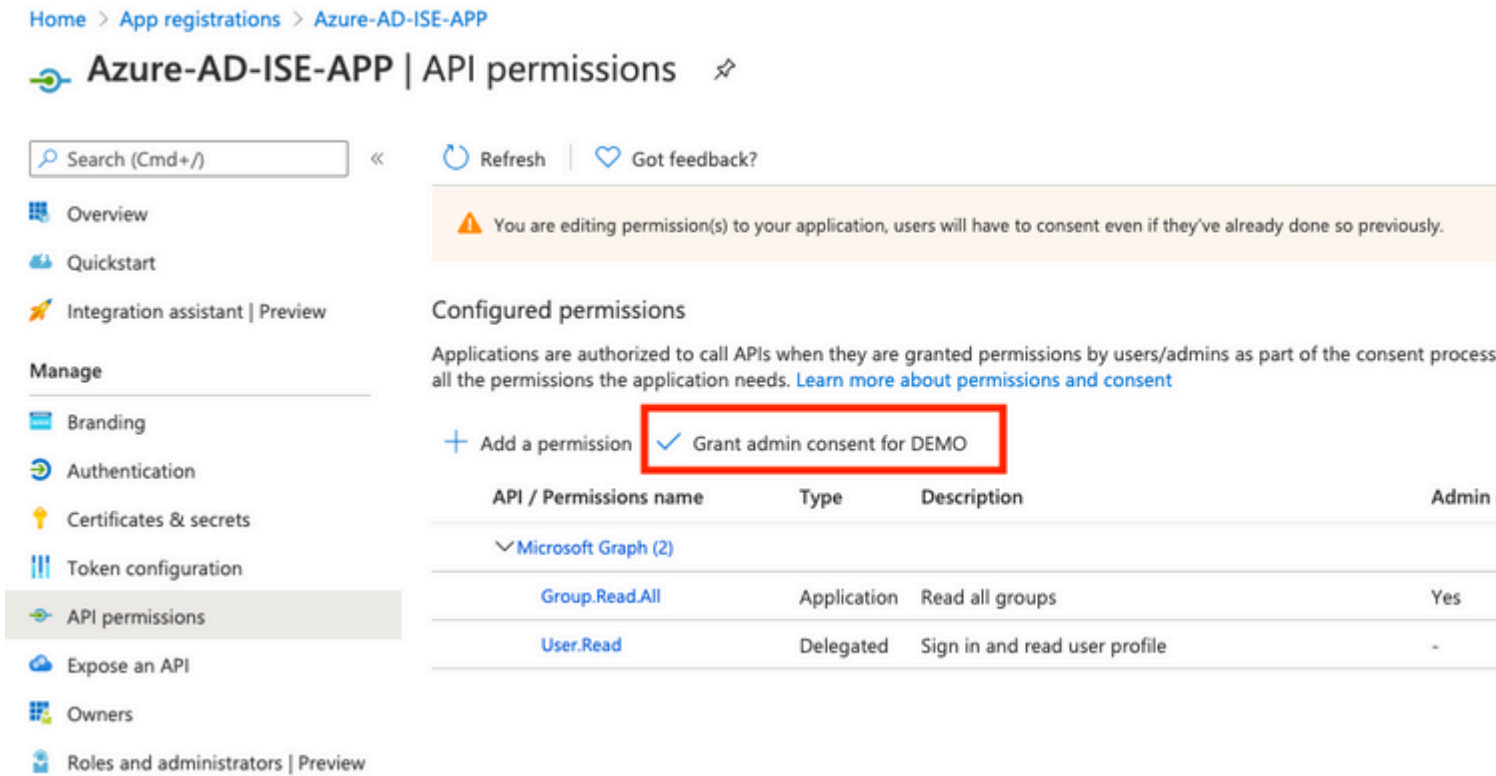 Home > App registrations > Azure-AD-ISE-APP
Azure-AD-ISE-APP | API permissions
Search (Cmd+/)
«
Overview
Quickstart
Integration assistant | Preview
Manage
Branding
Authentication
Certificates & secrets
Token configuration
API permissions
Expose an API
Owners
Roles and administrators | Preview
Refresh
Got feedback?
You are editing permission(s) to your application, users will have to consent even if they've already done so previously.
Configured permissions
Applications are authorized to call APIs when they are granted permissions by users/admins as part of the consent process
all the permissions the application needs. Learn more about permissions and consent
+ Add a permission ✓ Grant admin consent for DEMO
API / Permissions name Type Description Admin
Microsoft Graph (2)
Group.Read.All Application Read all groups Yes
User.Read Delegated Sign in and read user profile -